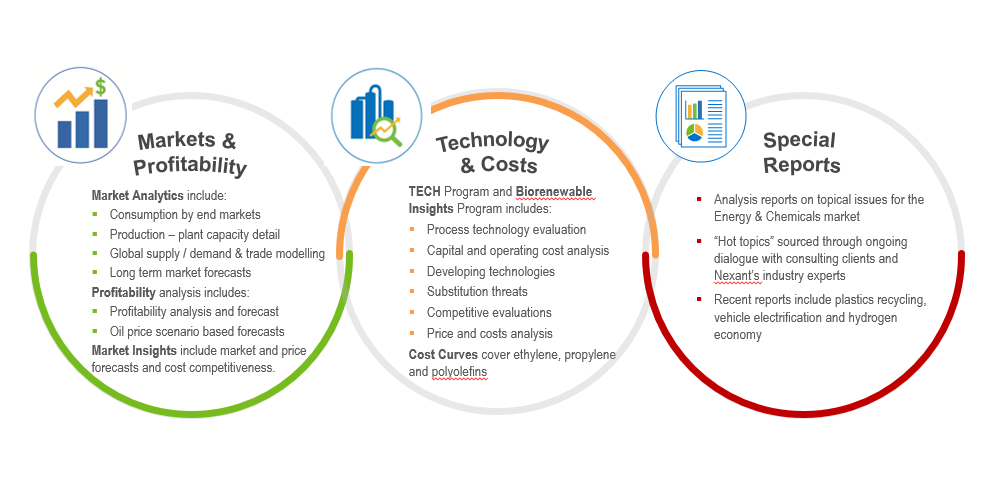 $
Markets &
Profitability
Market Analytics include:
▪ Consumption by end markets
▪ Production – plant capacity detail
▪ Global supply / demand & trade modelling
▪ Long term market forecasts
Profitability analysis includes:
▪ Profitability analysis and forecast
▪ Oil price scenario based forecasts
Market Insights include market and price
forecasts and cost competitiveness.
Technology
& Costs
TECH Program and Biorenewable
Insights Program includes:
▪ Process technology evaluation
▪ Capital and operating cost analysis
▪ Developing technologies
▪ Substitution threats
▪ Competitive evaluations
▪ Price and costs analysis
Cost Curves cover ethylene, propylene
and polyolefins
Special
Reports
▪ Analysis reports on topical issues for the
Energy & Chemicals market
▪ “Hot topics” sourced through ongoing
dialogue with consulting clients and
Nexant’s industry experts
▪ Recent reports include plastics recycling,
vehicle electrification and hydrogen
economy